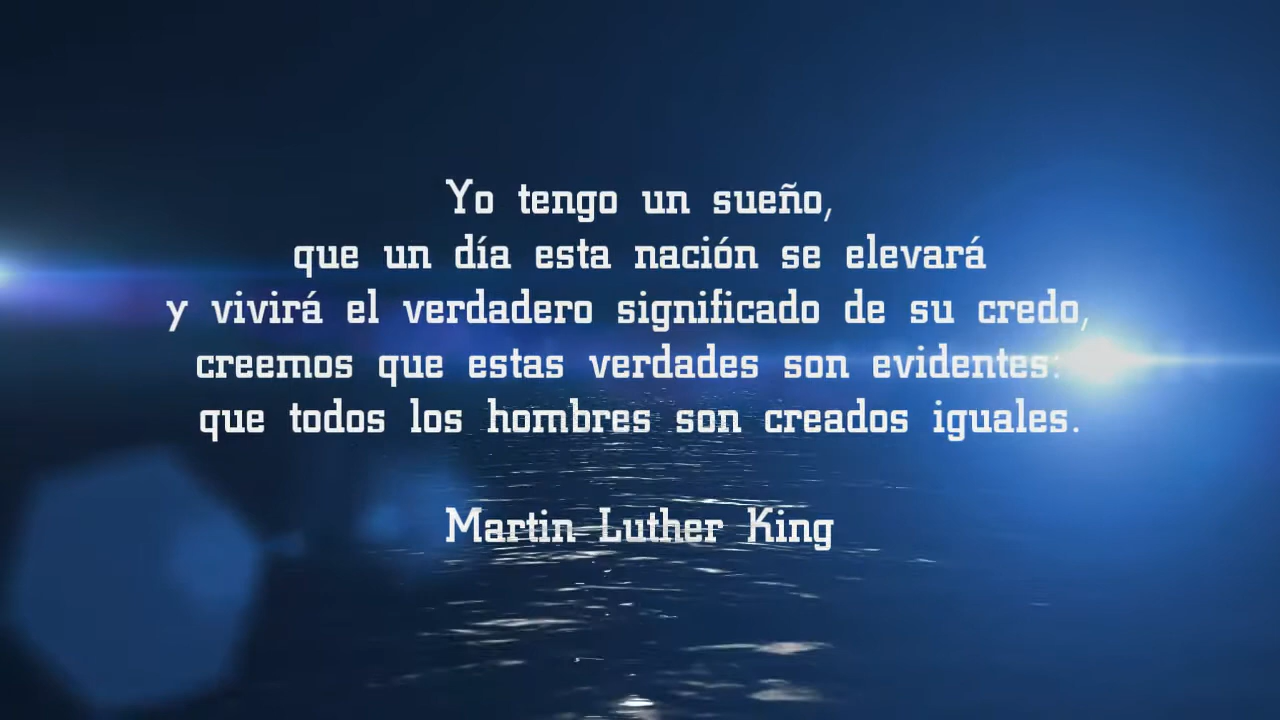 Yo tengo un sueño,
que un día esta nación se elevará
y vivirá el verdadero significado de su credo,
creemos que estas verdades son evidentes:
que todos los hombres son creados iguales.
Martin Luther King